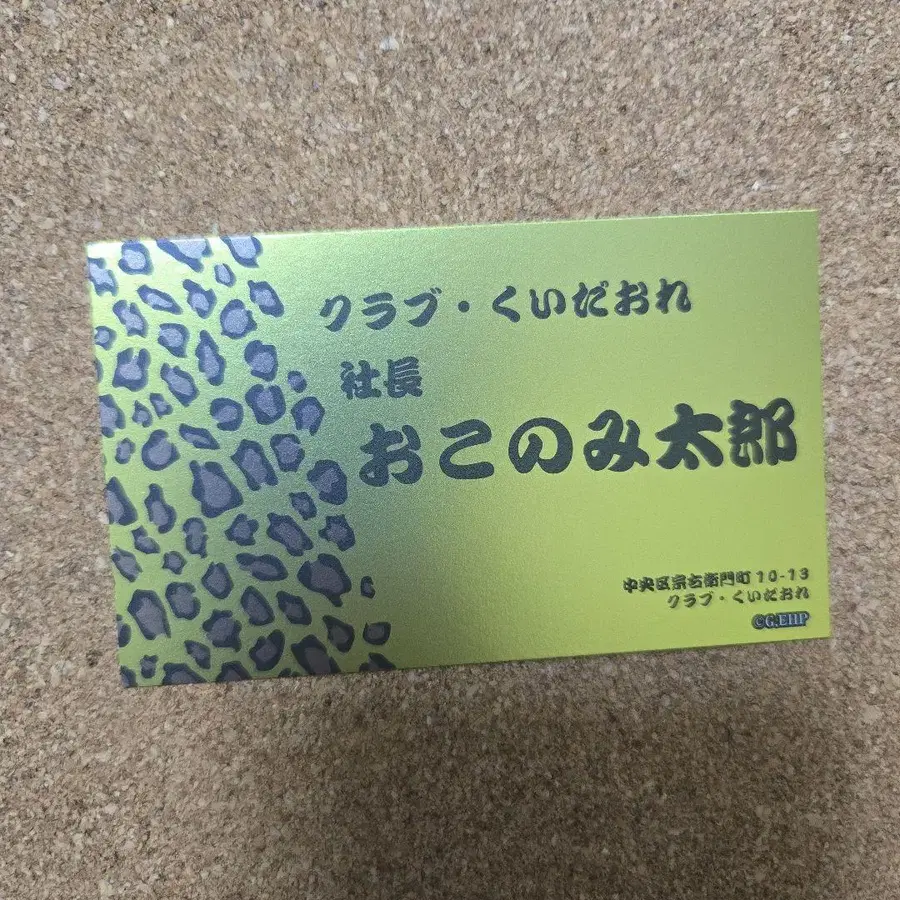 クラブ・くいだおれ
社長
おこのみ太郎
中央区宗右衛門町10-13
クラブ・くいだおれ
©G.EHP